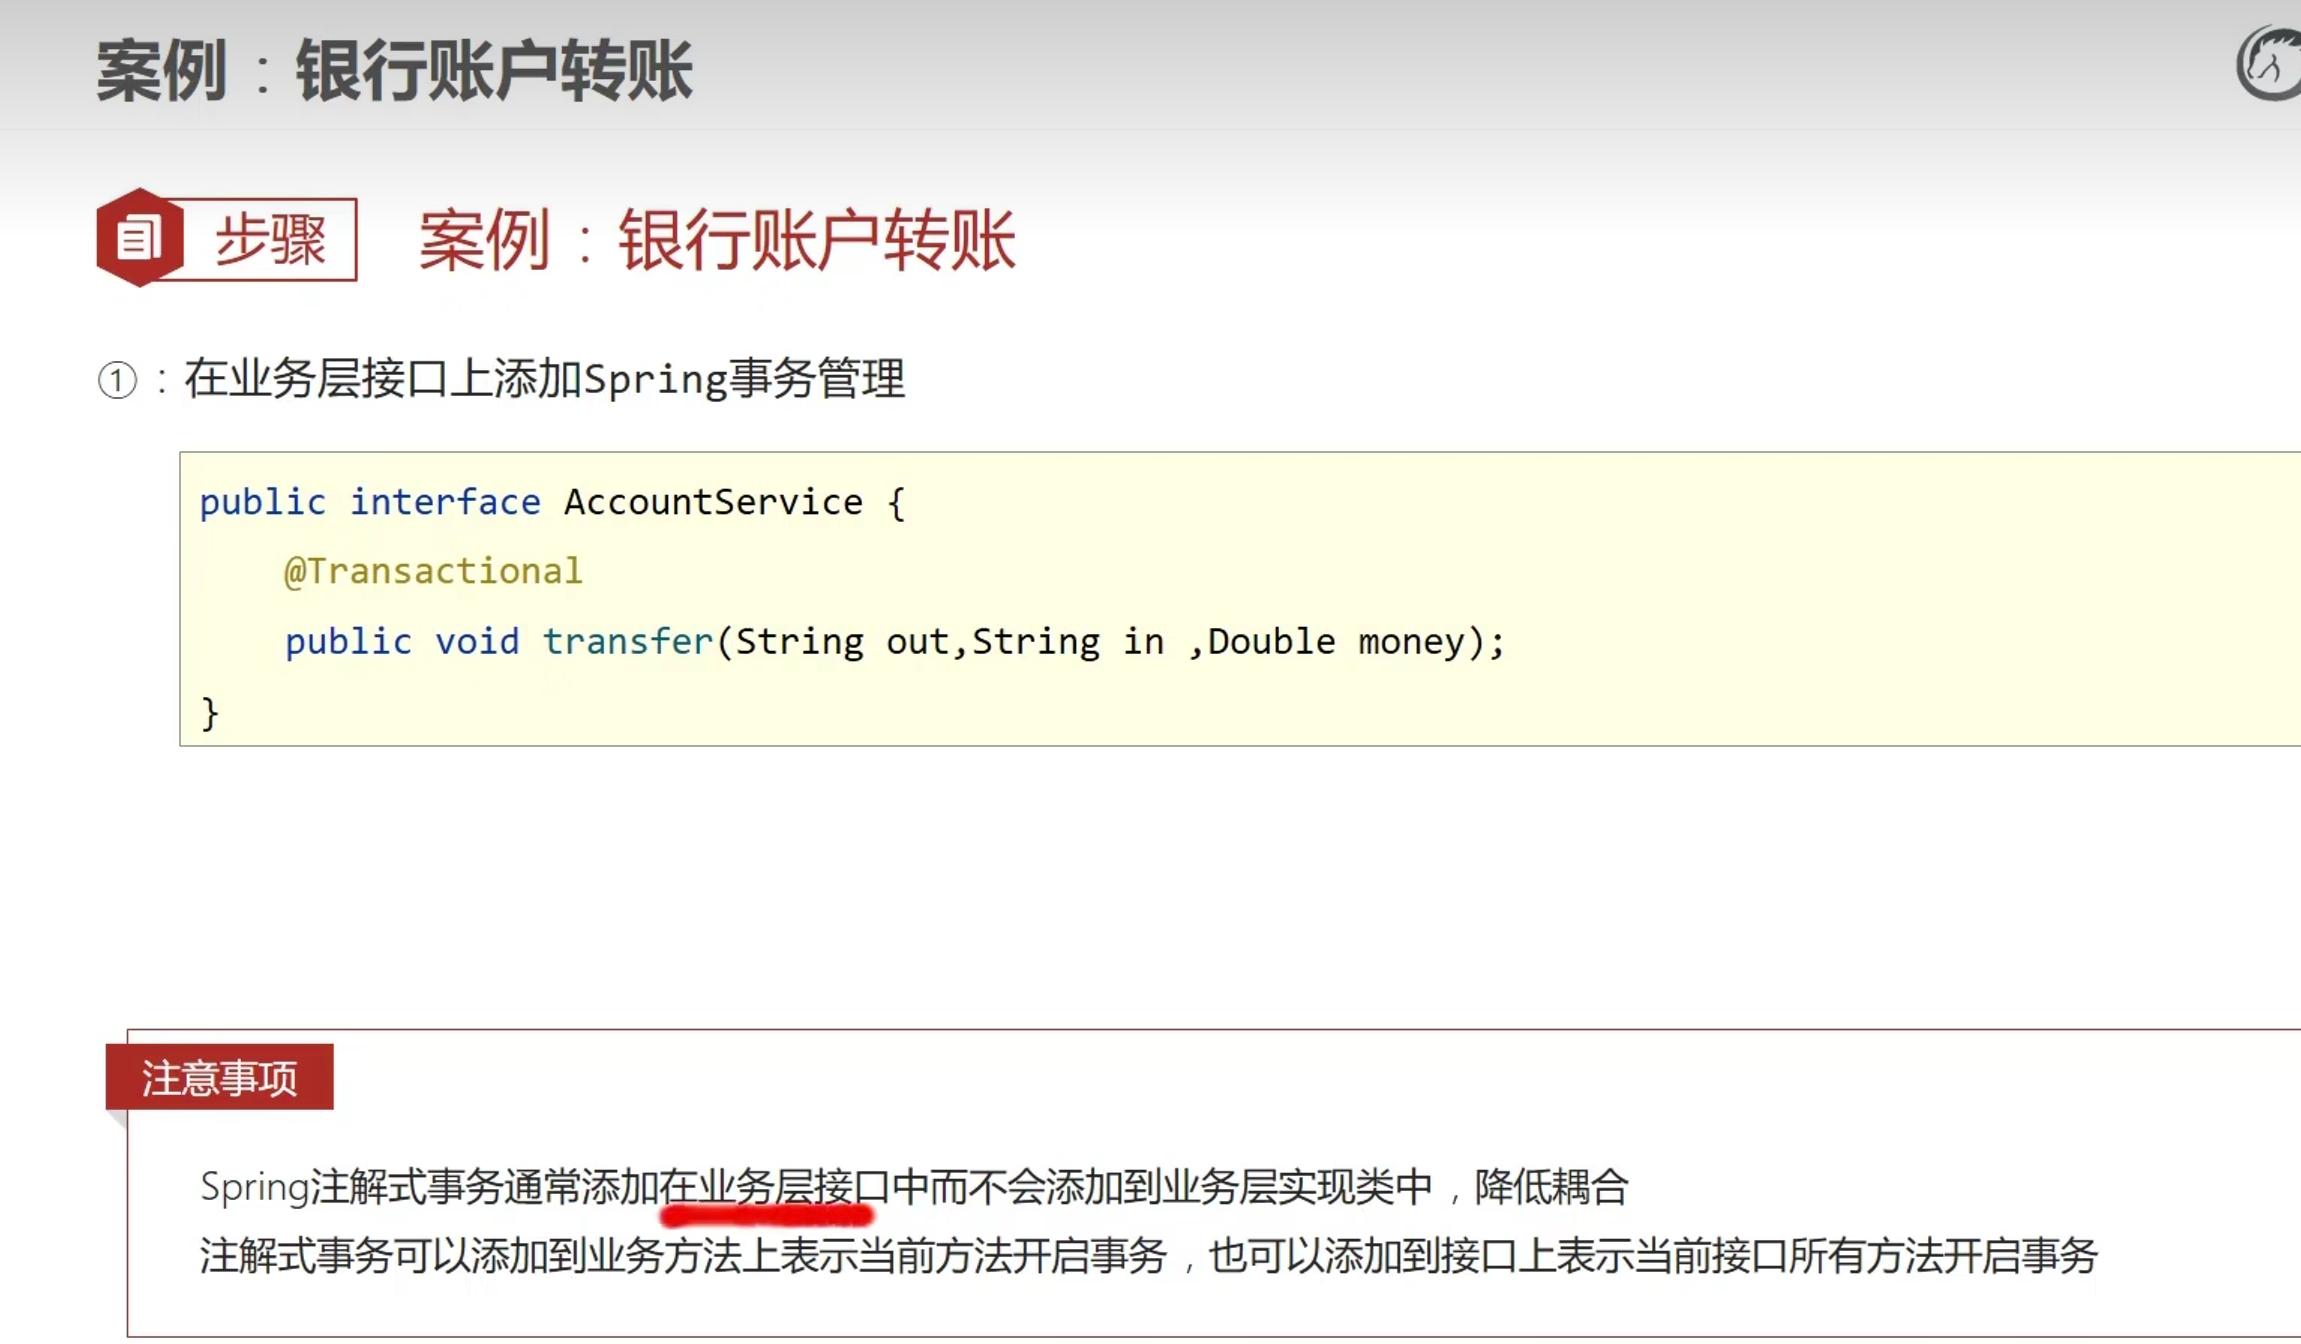 案例：银行账户转账
步骤
案例：银行账户转账
①：在业务层接口上添加Spring事务管理
public interface AccountService {
@Transactional
public void transfer(String out,String in ,Double money);
}
注意事项
Spring注解式事务通常添加在业务层接口中而不会添加到业务层实现类中，降低耦合
注解式事务可以添加到业务方法上表示当前方法开启事务，也可以添加到接口上表示当前接口所有方法开启事务